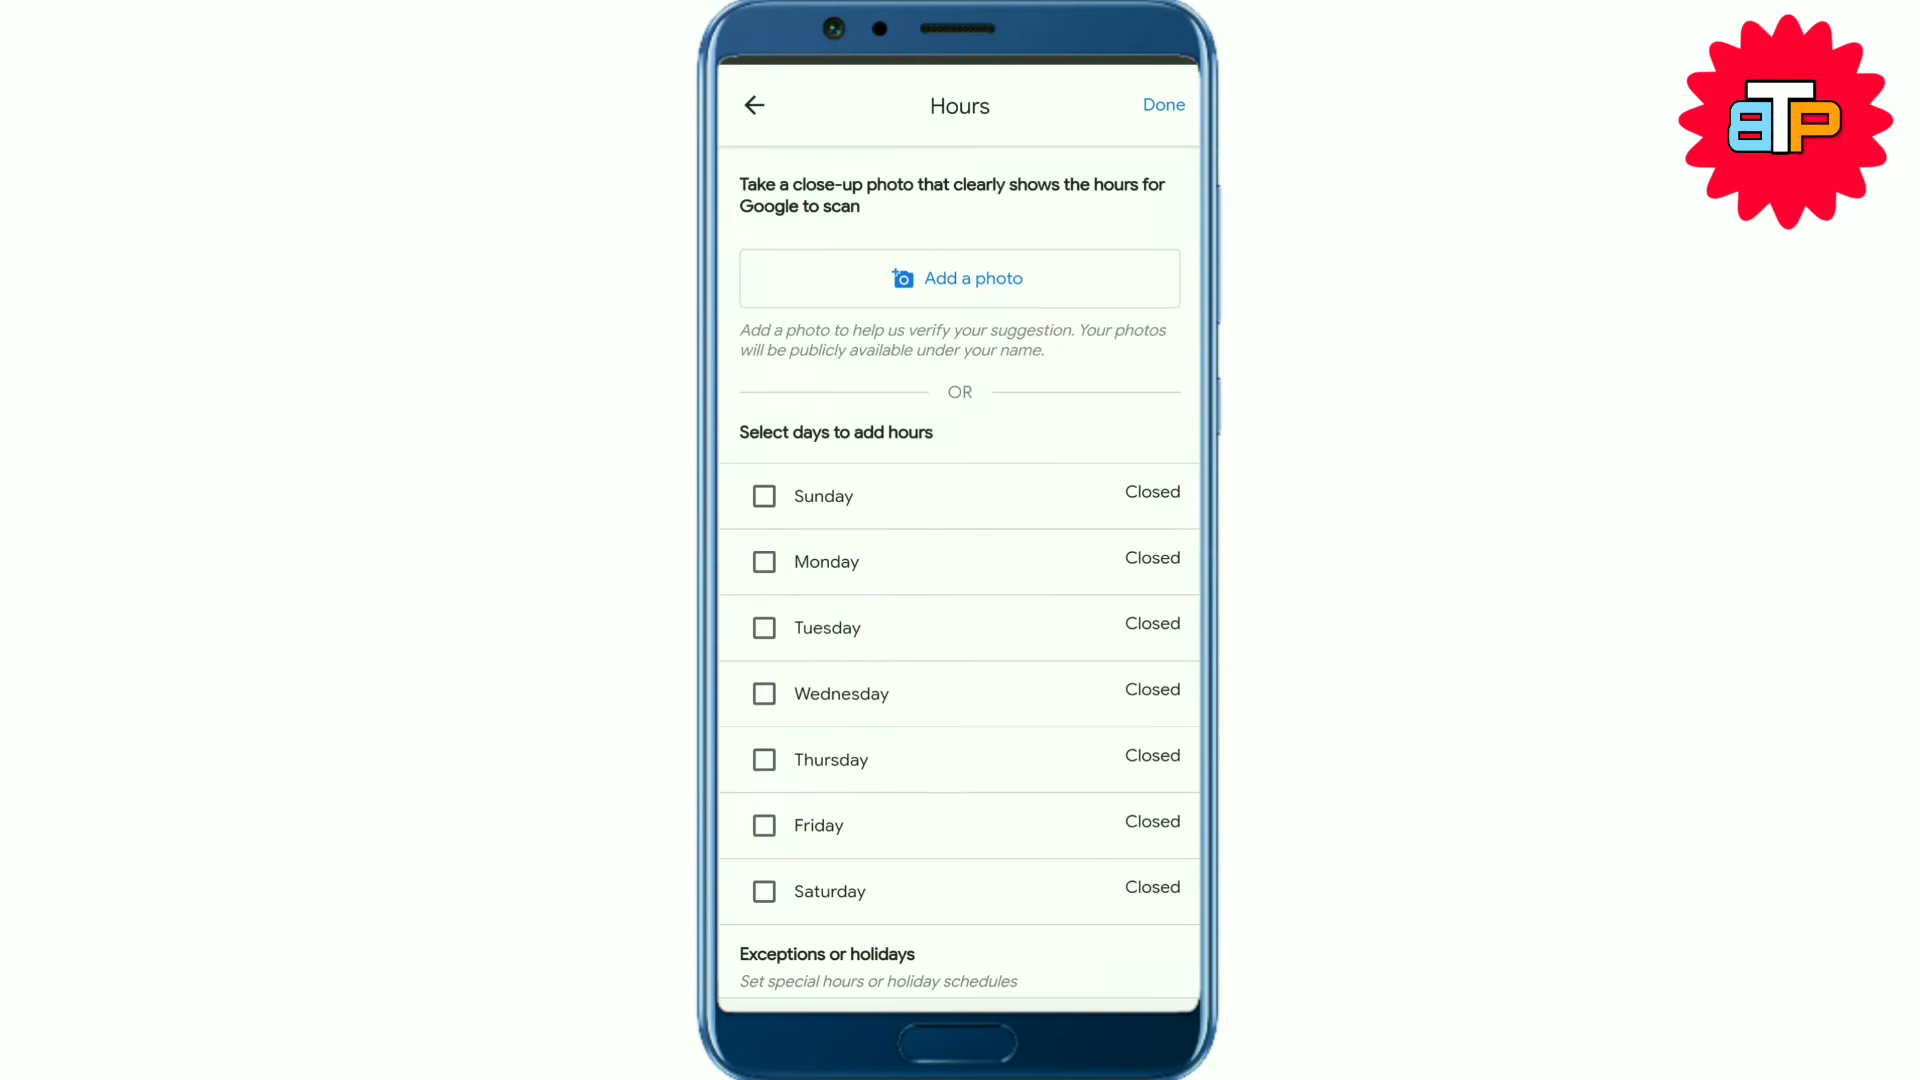 BTP
Hours
Done
Take a close-up photo that clearly shows the hours for
Google to scan
Add a photo
Add a photo to help us verify your suggestion. Your photos
will be publicly available under your name.
OR
Select days to add hours
Sunday Closed
Monday Closed
Tuesday Closed
Wednesday Closed
Thursday Closed
Friday Closed
Saturday Closed
Exceptions or holidays
Set special hours or holiday schedules